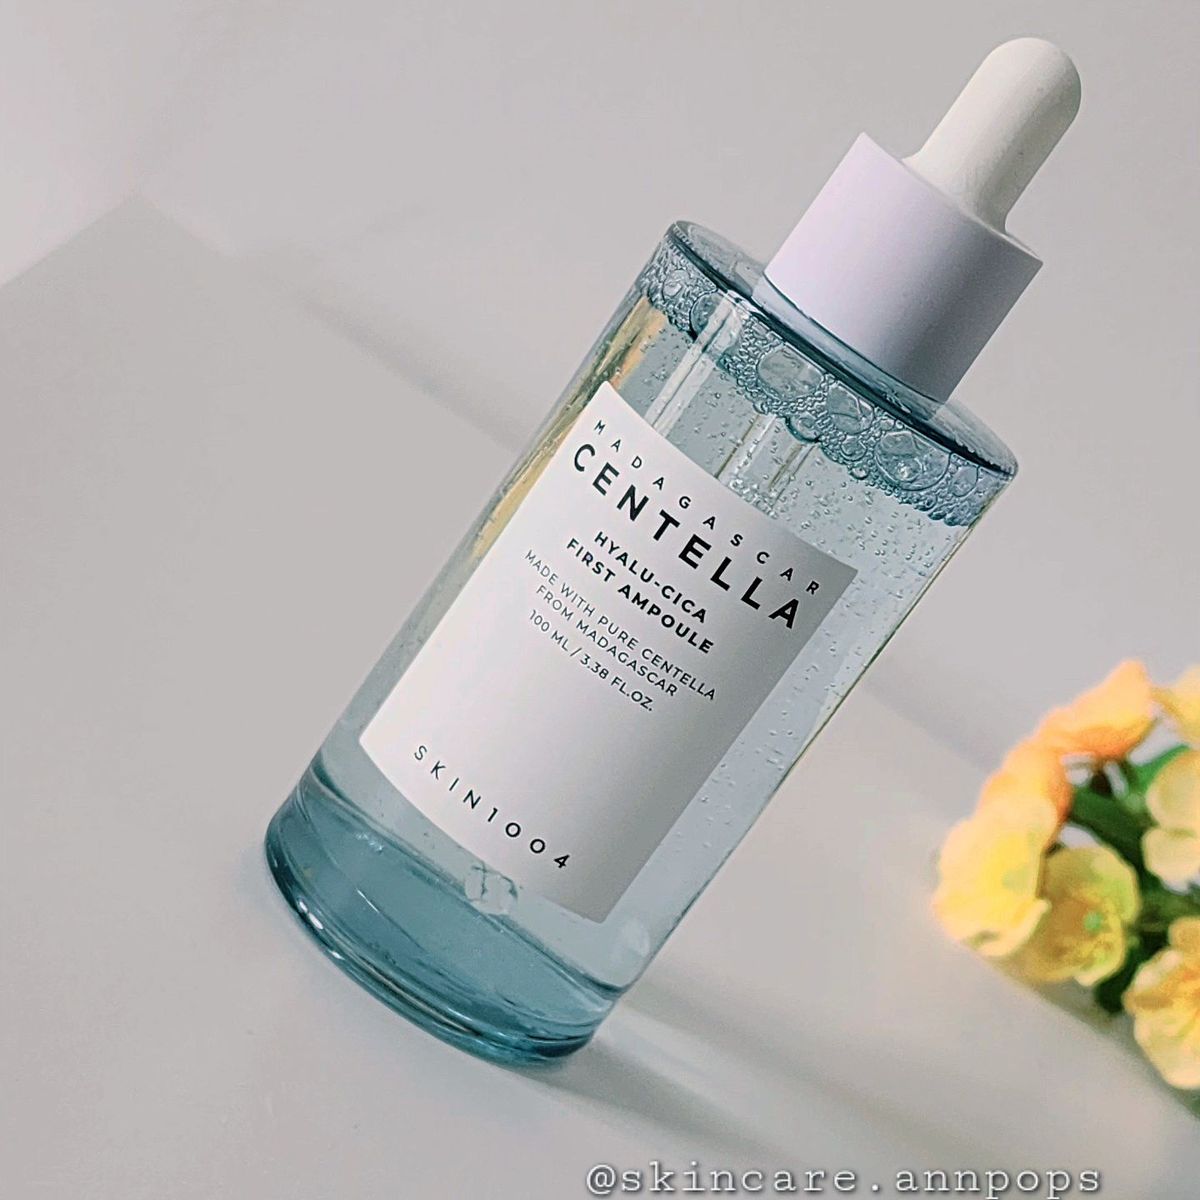 MADAGASCAR
CENTELLA
HYALU-CICA
FIRST AMPOULE
MADE WITH PURE CENTELLA
FROM MADAGASCAR
100 ML / 3.38 FL.OZ.
SKIN1004
@skincare.annpops